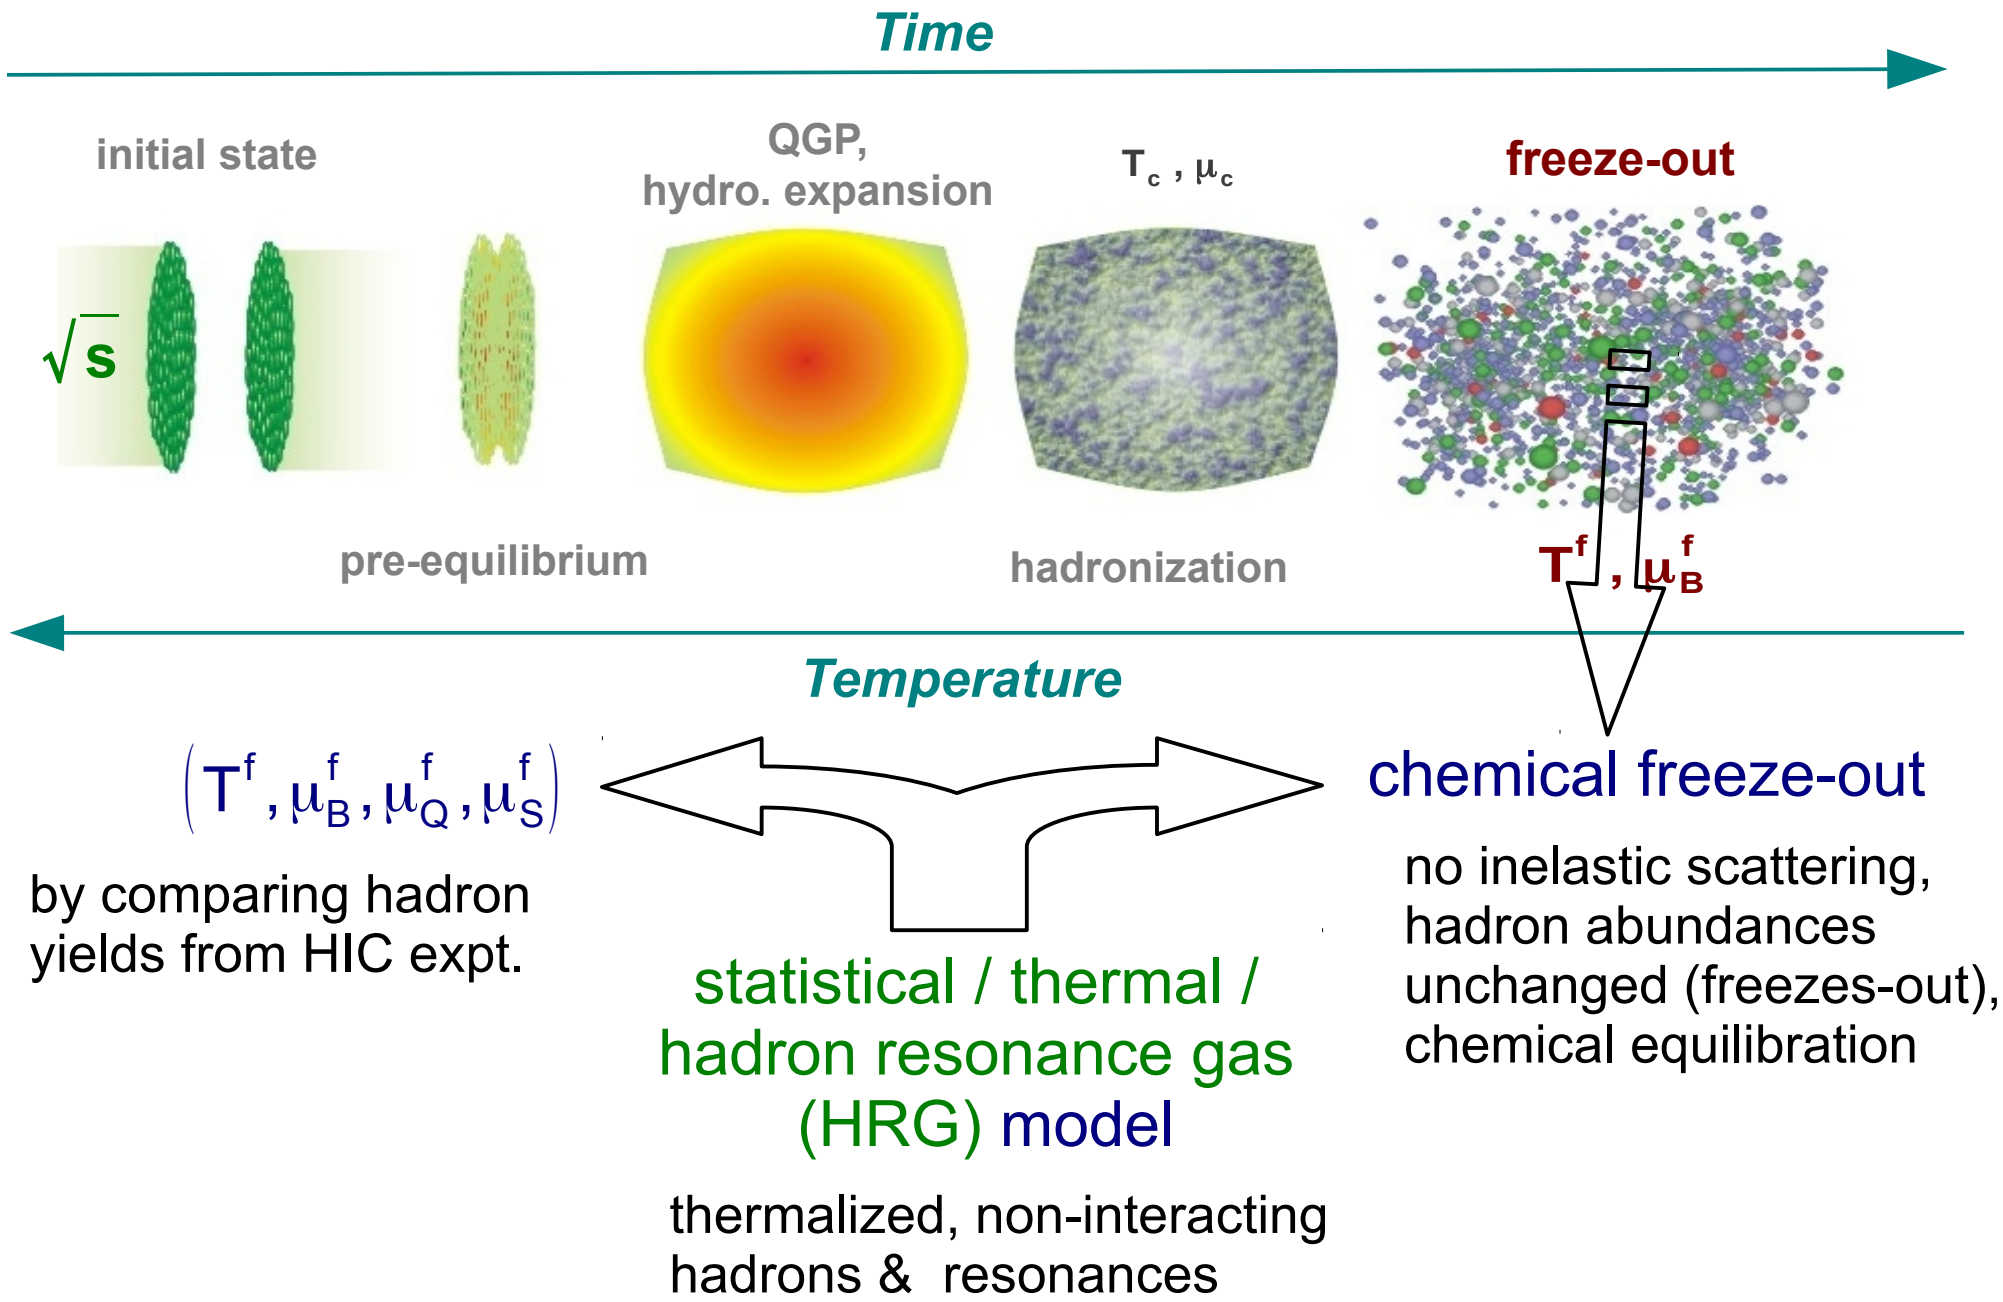 Time
initial state
QGP,
hydro. expansion
T_c , μ_c
freeze-out
√s
pre-equilibrium
hadronization
T^f , μ_B^f
Temperature
(T^f, μ_B^f, μ_Q^f, μ_S^f)
by comparing hadron
yields from HIC expt.
statistical / thermal /
hadron resonance gas
(HRG) model
thermalized, non-interacting
hadrons & resonances
chemical freeze-out
no inelastic scattering,
hadron abundances
unchanged (freezes-out),
chemical equilibration